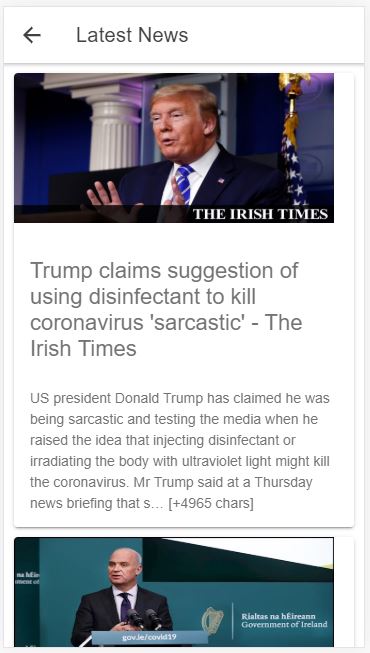 Latest News
THE IRISH TIMES
Trump claims suggestion of
using disinfectant to kill
coronavirus 'sarcastic' - The
Irish Times
US president Donald Trump has claimed he was
being sarcastic and testing the media when he
raised the idea that injecting disinfectant or
irradiating the body with ultraviolet light might kill
the coronavirus. Mr Trump said at a Thursday
news briefing that s… [+4965 chars]
Rialtas na hÉireann
Government of Ireland
gov.ie/covid19